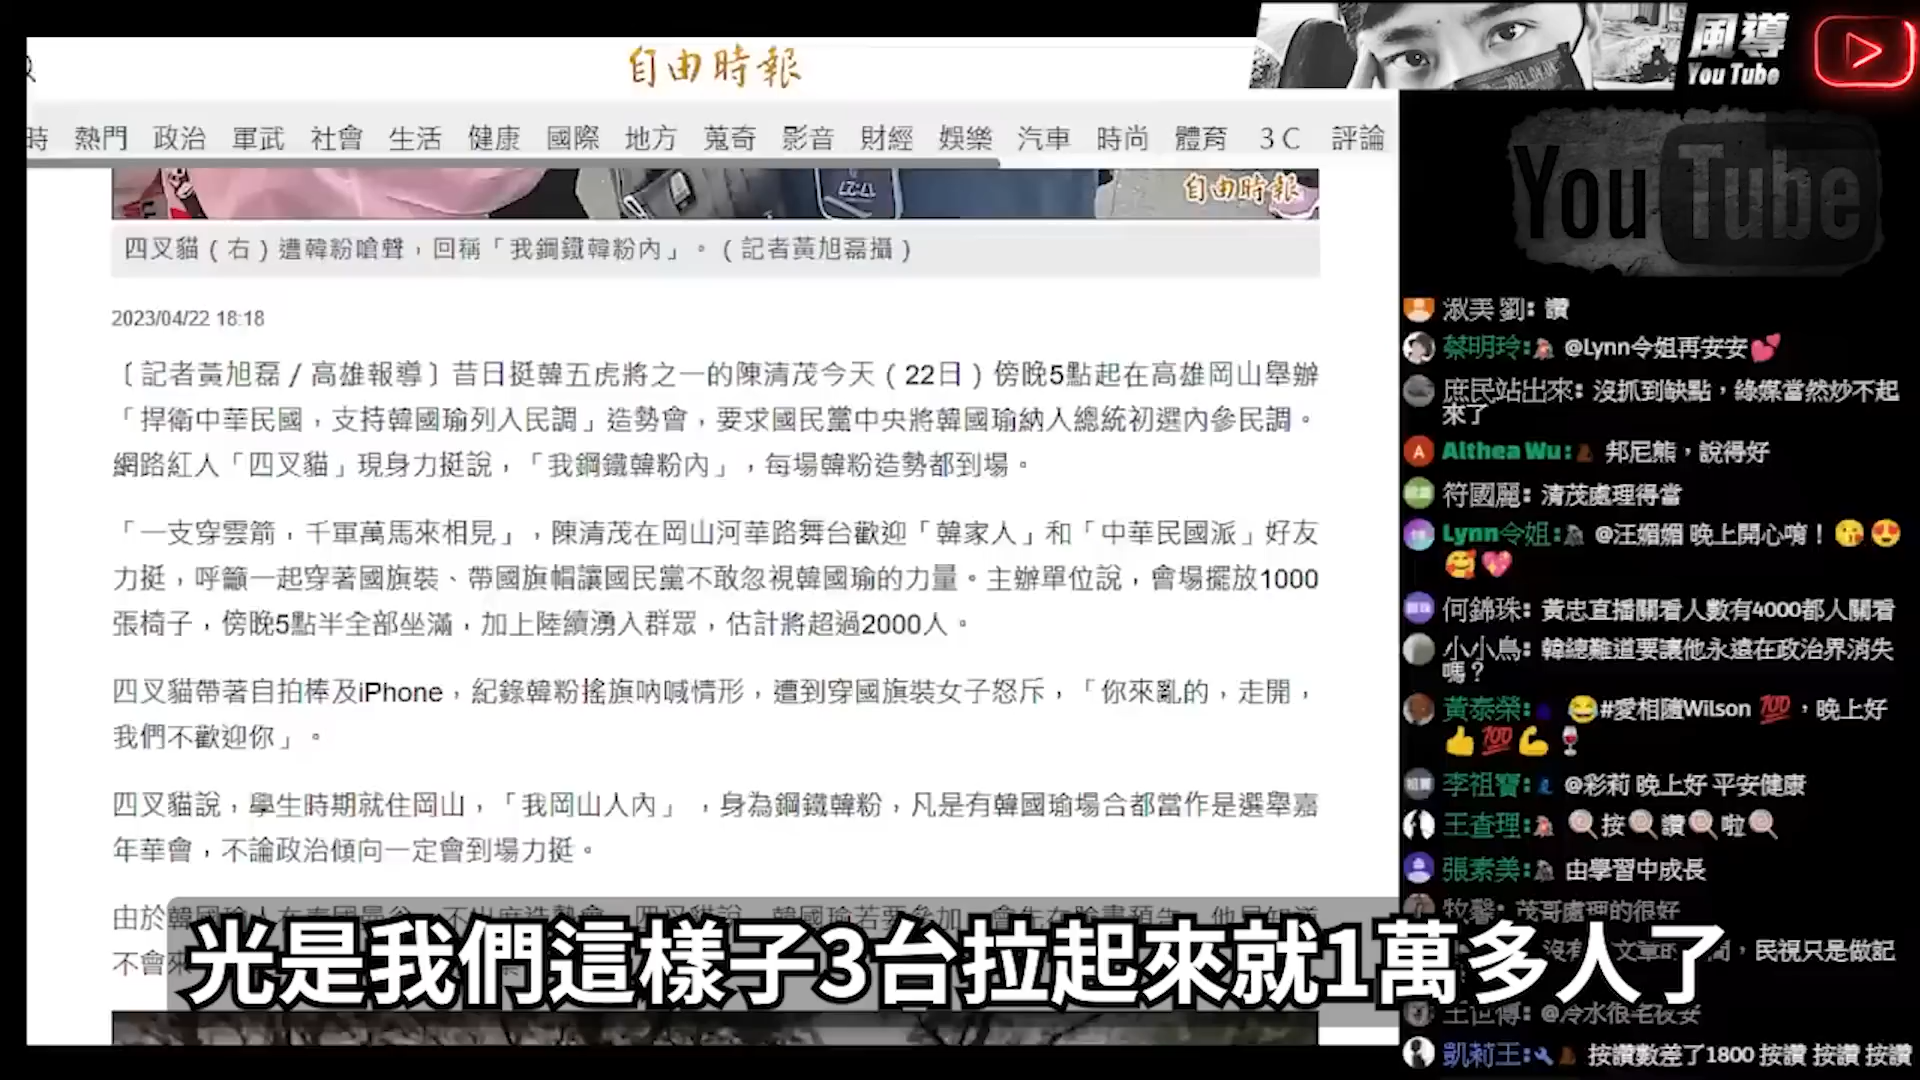 自由時報
時 熱門 政治 軍武 社會 生活 健康 國際 地方 蒐奇 影音 財經 娛樂 汽車 時尚 體育 3C 評論
自由時報
四叉貓（右）遭韓粉嗆聲，回稱「我鋼鐵韓粉內」。（記者黃旭磊攝）
2023/04/22 18:18
〔記者黃旭磊／高雄報導〕昔日挺韓五虎將之一的陳清茂今天（22日）傍晚5點起在高雄岡山舉辦
「捍衛中華民國，支持韓國瑜列入民調」造勢會，要求國民黨中央將韓國瑜納入總統初選內參民調。
網路紅人「四叉貓」現身力挺說，「我鋼鐵韓粉內」，每場韓粉造勢都到場。
「一支穿雲箭，千軍萬馬來相見」，陳清茂在岡山河華路舞台歡迎「韓家人」和「中華民國派」好友
力挺，呼籲一起穿著國旗裝、帶國旗帽讓國民黨不敢忽視韓國瑜的力量。主辦單位說，會場擺放1000
張椅子，傍晚5點半全部坐滿，加上陸續湧入群眾，估計將超過2000人。
四叉貓帶著自拍棒及iPhone，紀錄韓粉搖旗吶喊情形，遭到穿國旗裝女子怒斥，「你來亂的，走開，
我們不歡迎你」。
四叉貓說，學生時期就住岡山，「我岡山人內」，身為鋼鐵韓粉，凡是有韓國瑜場合都當作是選舉嘉
年華會，不論政治傾向一定會到場力挺。
由於韓國瑜
不會來
光是我們這樣子3台拉起來就1萬多人了
風導
You Tube
You Tube
淑美 劉: 讚
蔡明玲: @Lynn令姐再安安💕
庶民站出來: 沒抓到缺點，綠媒當然炒不起
來了
Althea Wu: 邦尼熊，說得好
符國麗: 清茂處理得當
Lynn令姐: @汪媚媚 晚上開心唷！😘😍
🥰💖
何錦珠: 黃忠直播關看人數有4000都人關看
小小鳥: 韓總難道要讓他永遠在政治界消失
嗎？
黃泰榮: 😂#愛相隨Wilson 💯，晚上好
👍💯💪🍷
李祖寶: @彩莉 晚上好 平安健康
王查理: 🍭按🍭讚🍭啦🍭
張素美: 由學習中成長
牧馨: 茂哥處理的很好
沒有 文章的 間，民視只是做記
@冷水很宅夜安
凱莉王: 按讚數差了1800 按讚 按讚 按讚